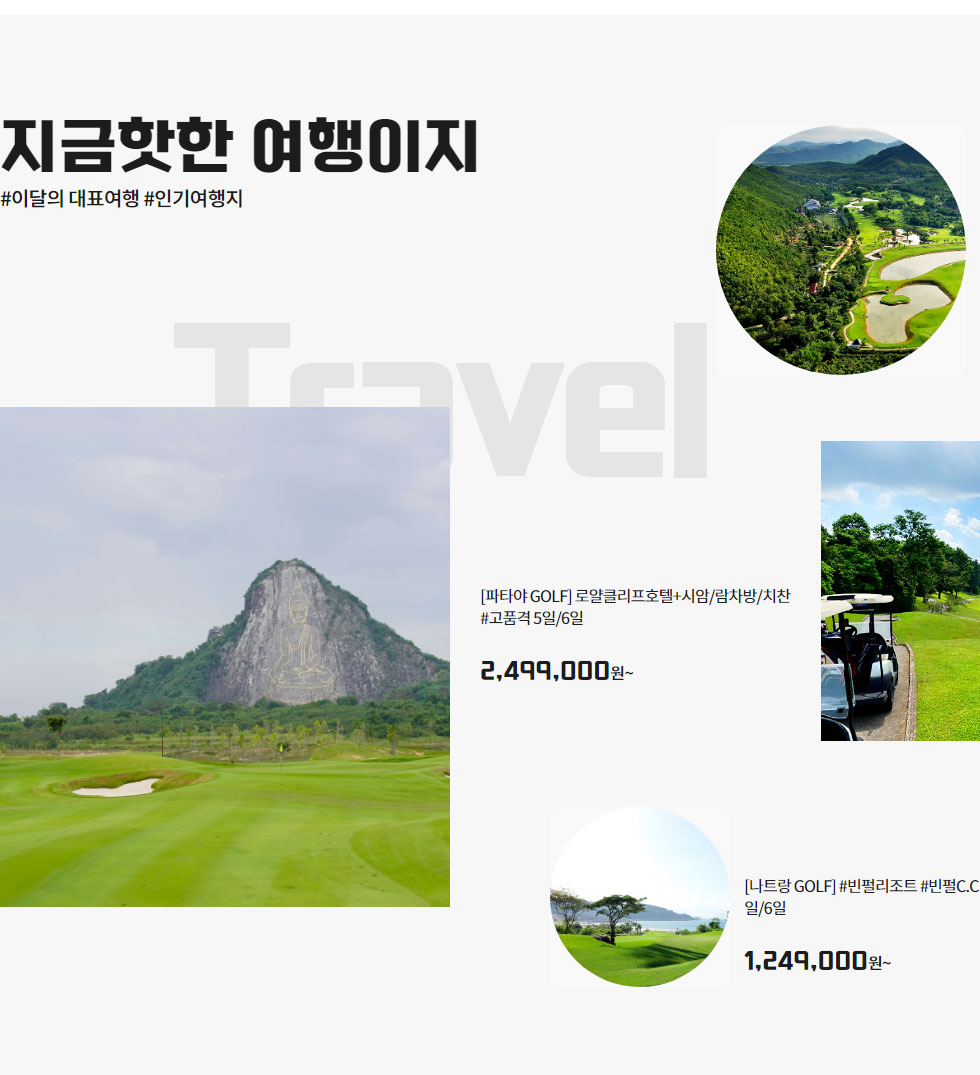 지금핫한 여행이지
#이달의 대표여행 #인기여행지
Travel
[파타야 GOLF] 로얄클리프호텔+시암/람차방/치찬
#고품격 5일/6일
2,499,000원~
[나트랑 GOLF] #빈펄리조트 #빈펄C.C
일/6일
1,249,000원~